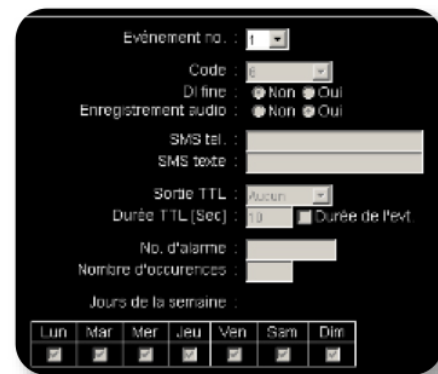 Evénement no. : 1
Code : 6
DI fine : Non Oui
Enregistrement audio : Non Oui
SMS tel. :
SMS texte :
Sortie TTL : Aucun
Durée TTL [Sec] : 10 Durée de l'evt.
No. d'alarme :
Nombre d'occurences :
Jours de la semaine :
Lun Mar Mer Jeu Ven Sam Dim